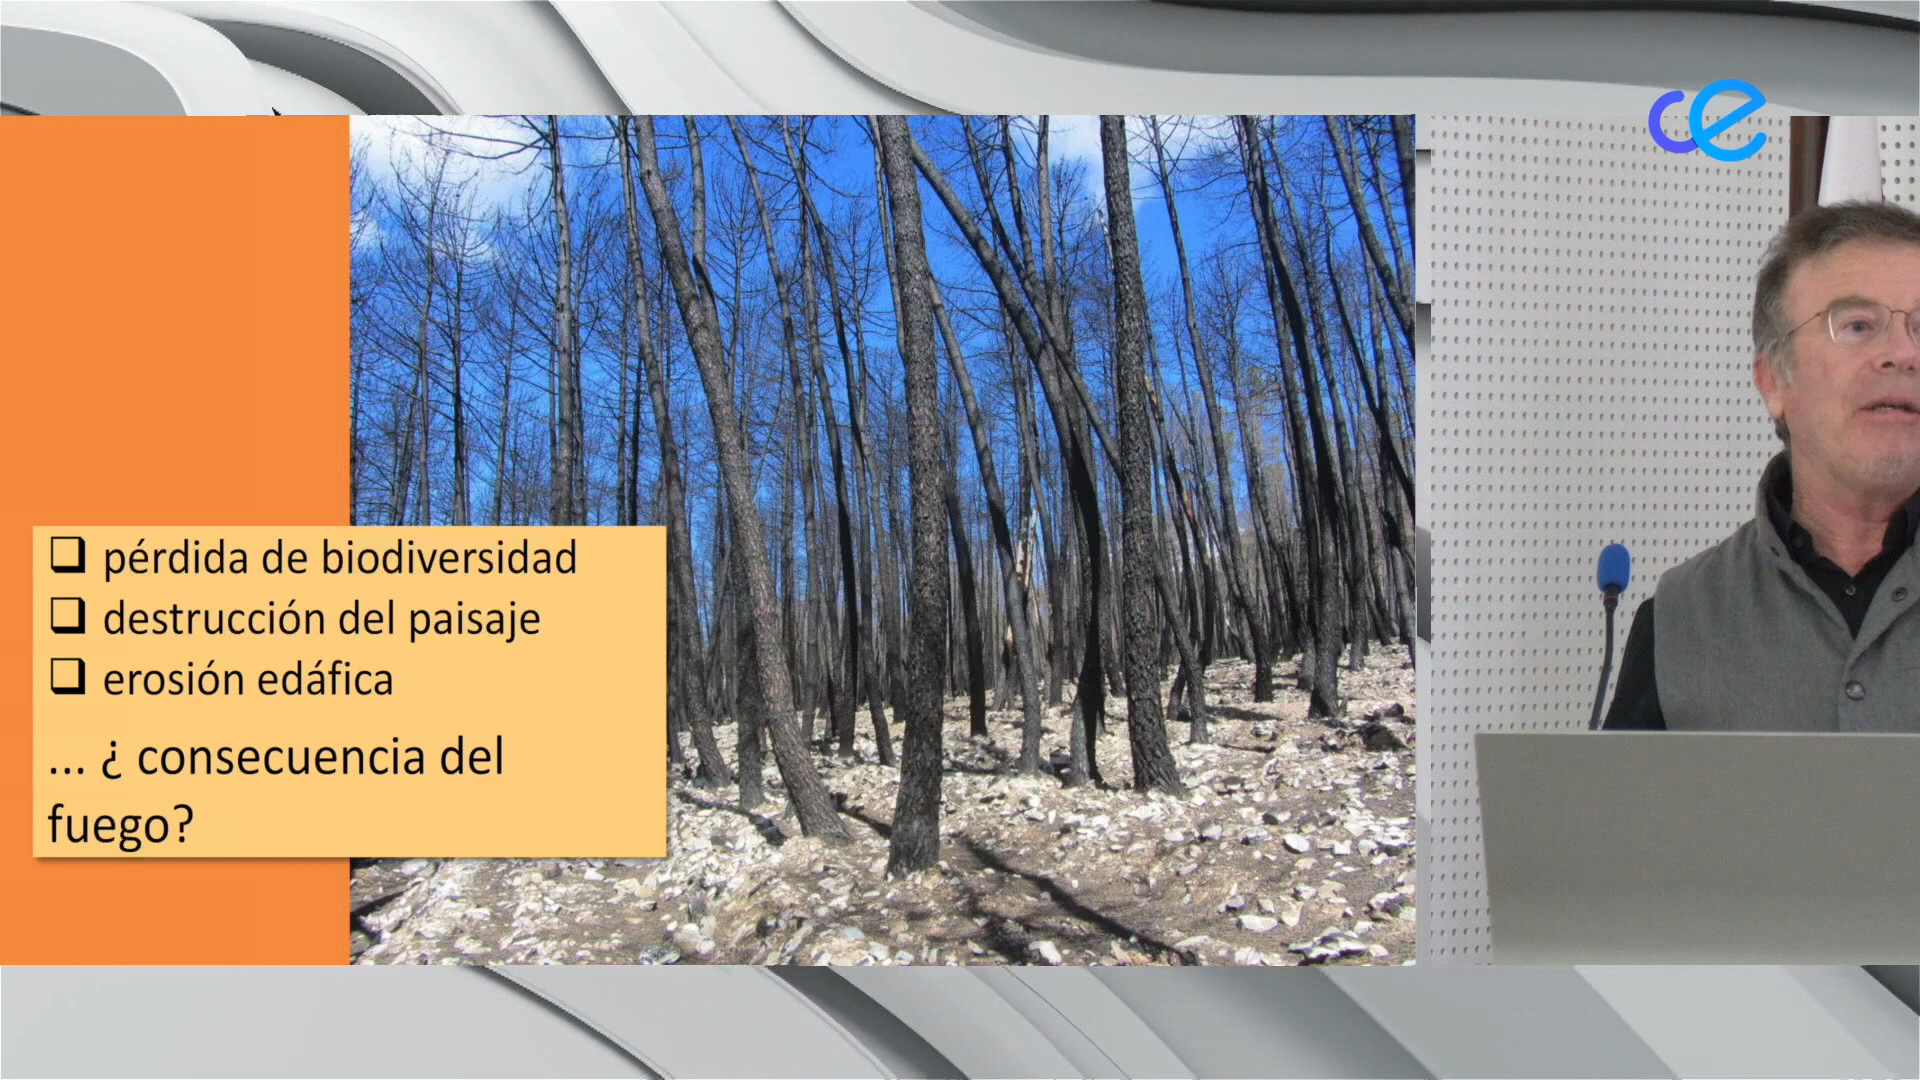 ❑ pérdida de biodiversidad
❑ destrucción del paisaje
❑ erosión edáfica
... ¿ consecuencia del
fuego?
ce